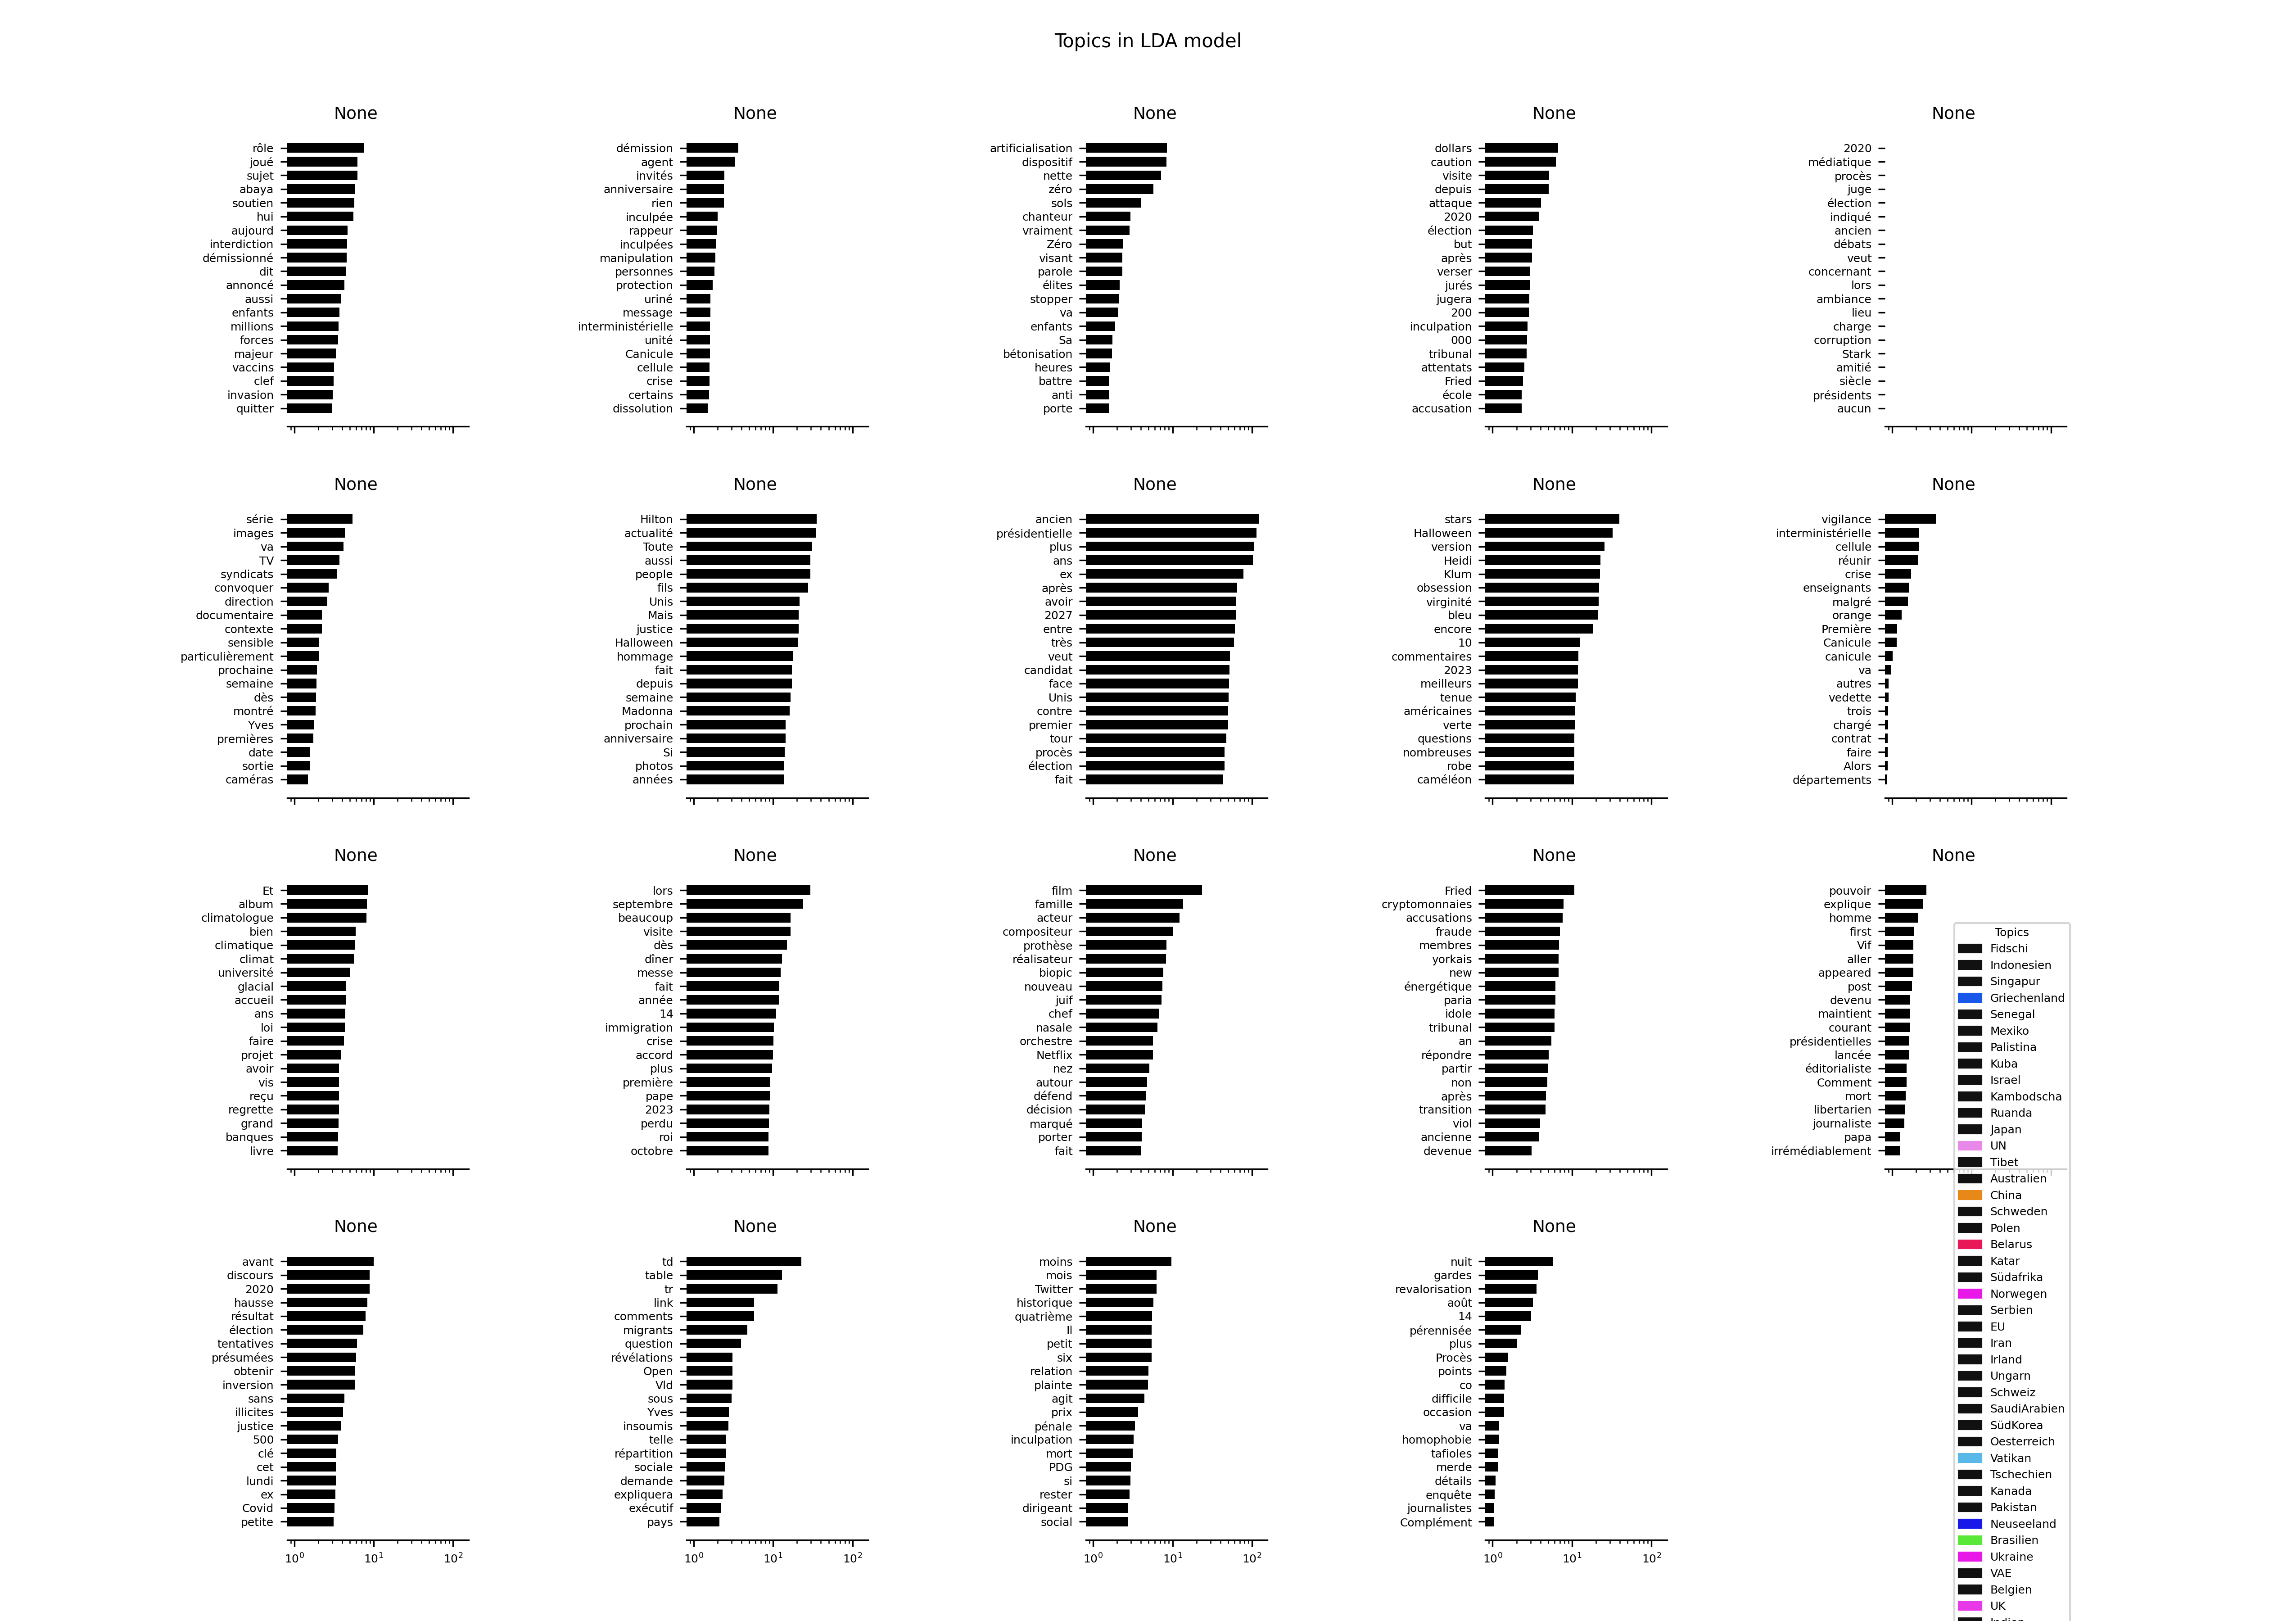 Topics in LDA model
None
rôle
joué
sujet
abaya
soutien
hui
aujourd
interdiction
démissionné
dit
annoncé
aussi
enfants
millions
forces
majeur
vaccins
clef
invasion
quitter
None
démission
agent
invités
anniversaire
rien
inculpée
rappeur
inculpées
manipulation
personnes
protection
uriné
message
interministérielle
unité
Canicule
cellule
crise
certains
dissolution
None
artificialisation
dispositif
nette
zéro
sols
chanteur
vraiment
Zéro
visant
parole
élites
stopper
va
enfants
Sa
bétonisation
heures
battre
anti
porte
None
dollars
caution
visite
depuis
attaque
2020
élection
but
après
verser
jurés
jugera
200
inculpation
000
tribunal
attentats
Fried
école
accusation
None
2020
médiatique
procès
juge
élection
indiqué
ancien
débats
veut
concernant
lors
ambiance
lieu
charge
corruption
Stark
amitié
siècle
présidents
aucun
None
série
images
va
TV
syndicats
convoquer
direction
documentaire
contexte
sensible
particulièrement
prochaine
semaine
dès
montré
Yves
premières
date
sortie
caméras
None
Hilton
actualité
Toute
aussi
people
fils
Unis
Mais
justice
Halloween
hommage
fait
depuis
semaine
Madonna
prochain
anniversaire
Si
photos
années
None
ancien
présidentielle
plus
ans
ex
après
avoir
2027
entre
très
veut
candidat
face
Unis
contre
premier
tour
procès
élection
fait
None
stars
Halloween
version
Heidi
Klum
obsession
virginité
bleu
encore
10
commentaires
2023
meilleurs
tenue
américaines
verte
questions
nombreuses
robe
caméléon
None
vigilance
interministérielle
cellule
réunir
crise
enseignants
malgré
orange
Première
Canicule
canicule
va
autres
vedette
trois
chargé
contrat
faire
Alors
départements
None
Et
album
climatologue
bien
climatique
climat
université
glacial
accueil
ans
loi
faire
projet
avoir
vis
reçu
regrette
grand
banques
livre
None
lors
septembre
beaucoup
visite
dès
dîner
messe
fait
année
14
immigration
crise
accord
plus
première
pape
2023
perdu
roi
octobre
None
film
famille
acteur
compositeur
prothèse
réalisateur
biopic
nouveau
juif
chef
nasale
orchestre
Netflix
nez
autour
défend
décision
marqué
porter
fait
None
Fried
cryptomonnaies
accusations
fraude
membres
yorkais
new
énergétique
paria
idole
tribunal
an
répondre
partir
non
après
transition
viol
ancienne
devenue
None
pouvoir
explique
homme
first
Vif
aller
appeared
post
devenu
maintient
courant
présidentielles
lancée
éditorialiste
Comment
mort
libertarien
journaliste
papa
irrémédiablement
None
avant
discours
2020
hausse
résultat
élection
tentatives
présumées
obtenir
inversion
sans
illicites
justice
500
clé
cet
lundi
ex
Covid
petite
10⁰ 10¹ 10²
None
td
table
tr
link
comments
migrants
question
révélations
Open
Vld
sous
Yves
insoumis
telle
répartition
sociale
demande
expliquera
exécutif
pays
10⁰ 10¹ 10²
None
moins
mois
Twitter
historique
quatrième
Il
petit
six
relation
plainte
agit
prix
pénale
inculpation
mort
PDG
si
rester
dirigeant
social
10⁰ 10¹ 10²
None
nuit
gardes
revalorisation
août
14
pérennisée
plus
Procès
points
co
difficile
occasion
va
homophobie
tafioles
merde
détails
enquête
journalistes
Complément
10⁰ 10¹ 10²
Topics
Fidschi
Indonesien
Singapur
Griechenland
Senegal
Mexiko
Palistina
Kuba
Israel
Kambodscha
Ruanda
Japan
UN
Tibet
Australien
China
Schweden
Polen
Belarus
Katar
Südafrika
Norwegen
Serbien
EU
Iran
Irland
Ungarn
Schweiz
SaudiArabien
SüdKorea
Oesterreich
Vatikan
Tschechien
Kanada
Pakistan
Neuseeland
Brasilien
Ukraine
VAE
Belgien
UK